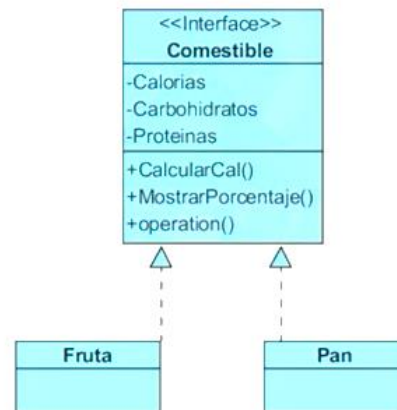 <<Interface>>
Comestible
-Calorias
-Carbohidratos
-Proteinas
+CalcularCal()
+MostrarPorcentaje()
+operation()
Fruta
Pan